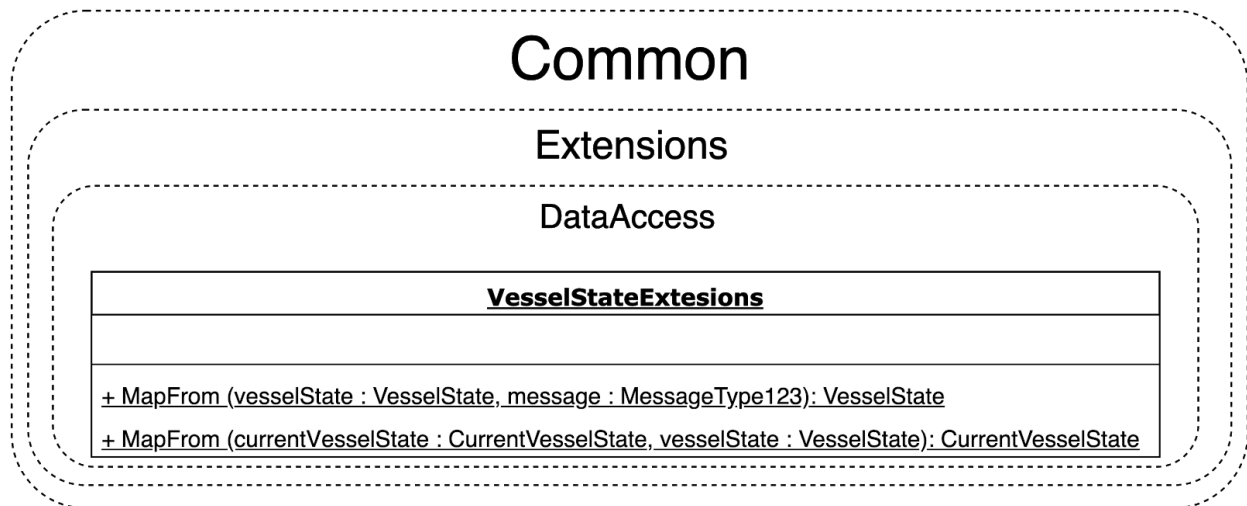 Common
Extensions
DataAccess
VesselStateExtesions
+ MapFrom (vesselState : VesselState, message : MessageType123): VesselState
+ MapFrom (currentVesselState : CurrentVesselState, vesselState : VesselState): CurrentVesselState